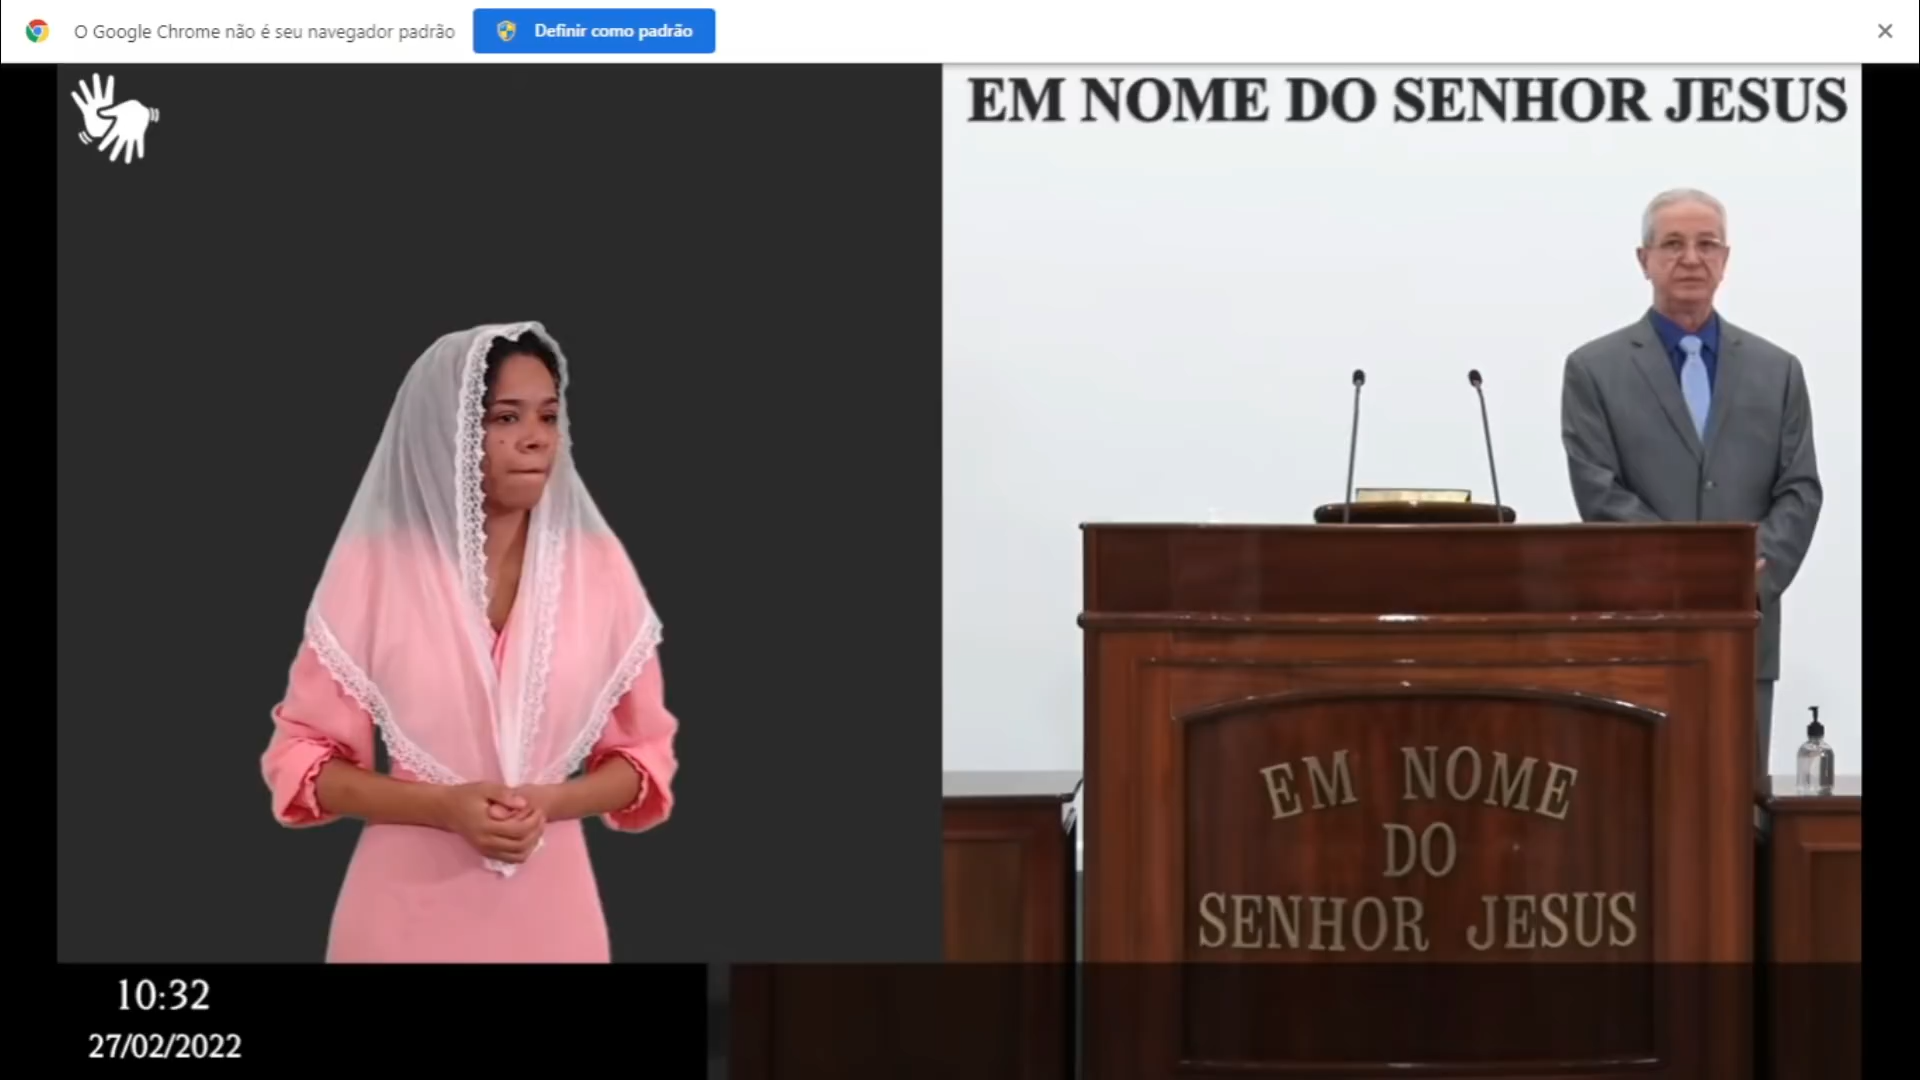 O Google Chrome não é seu navegador padrão
Definir como padrão
EM NOME DO SENHOR JESUS
EM NOME
DO
SENHOR JESUS
10:32
27/02/2022